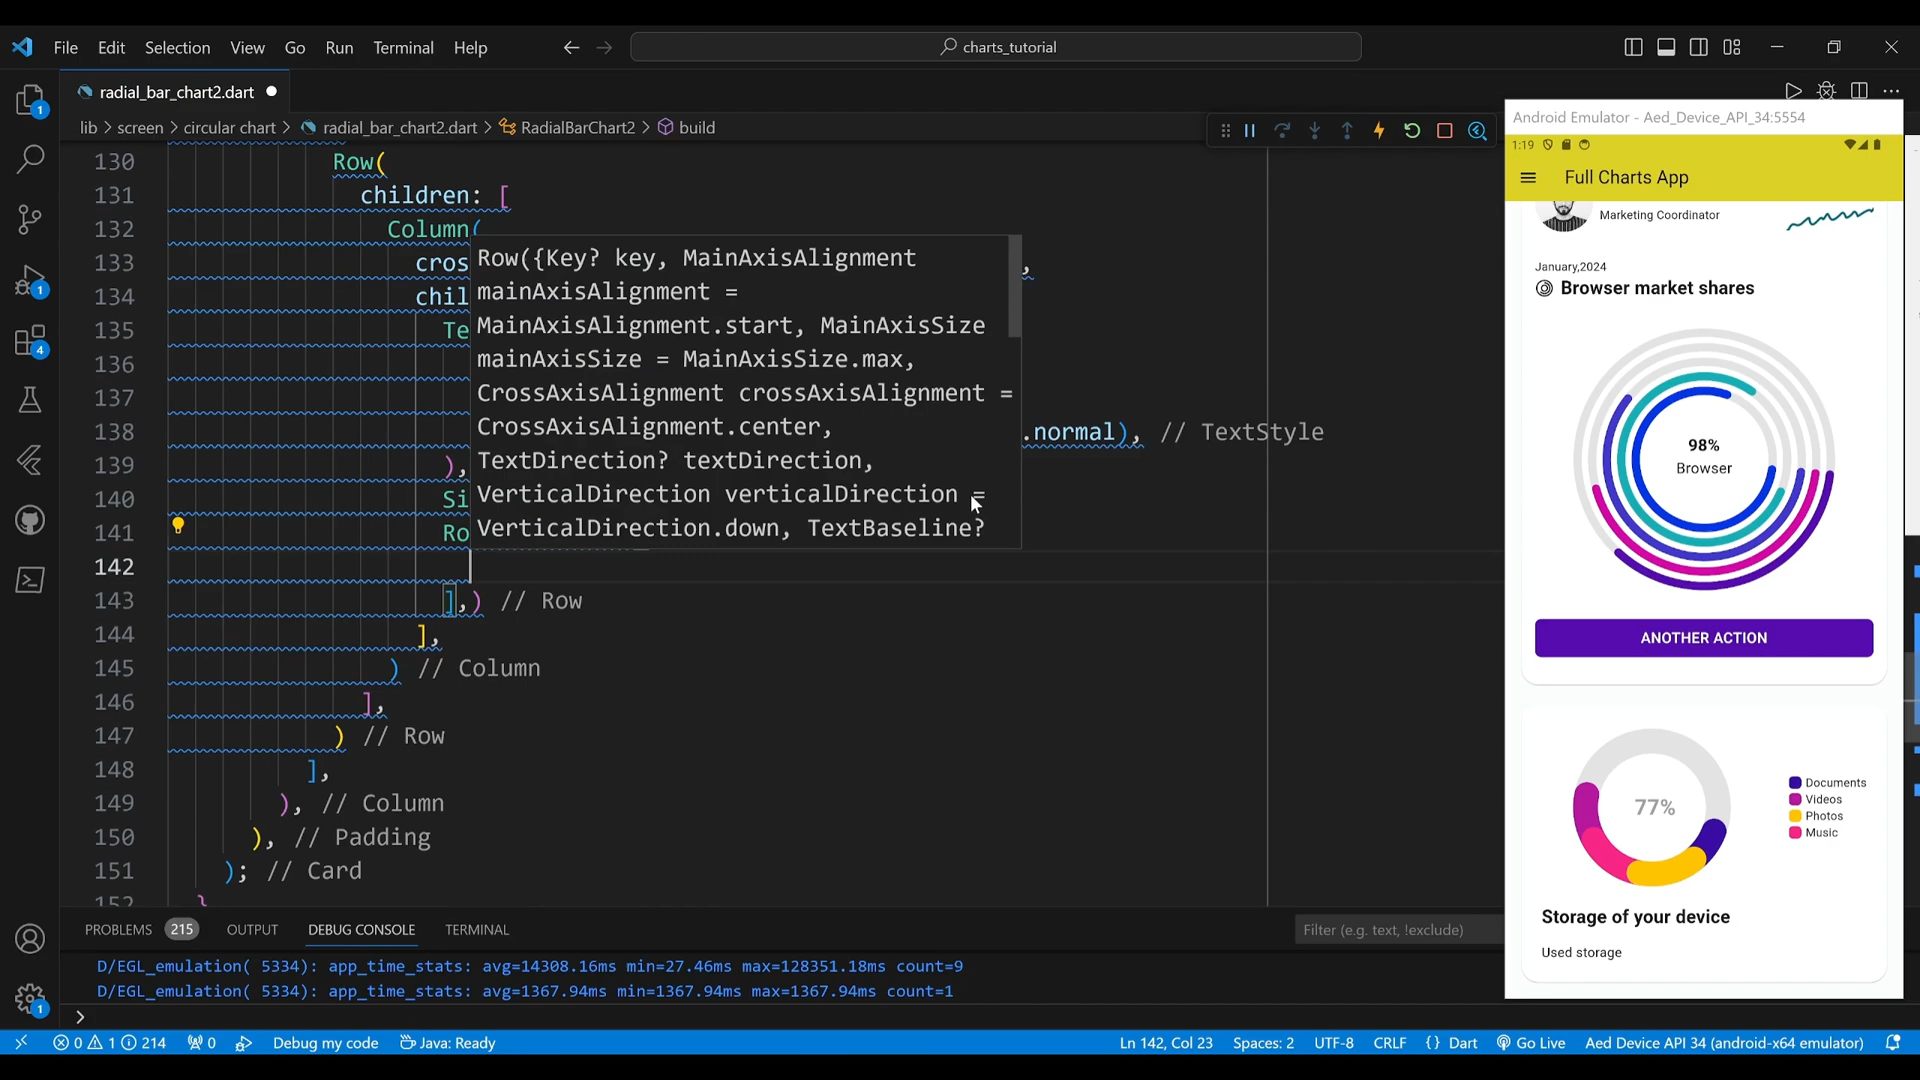 File Edit Selection View Go Run Terminal Help
charts_tutorial
radial_bar_chart2.dart
lib > screen > circular chart > radial_bar_chart2.dart > RadialBarChart2 > build
130 Row(
131 children: [
132 Column(
133 cros ,
134 chil
135 Te
136
137
138 .normal), // TextStyle
139 ),
140 Si
141 Ro
142
143 ],) // Row
144 ],
145 ) // Column
146 ],
147 ) // Row
148 ],
149 ), // Column
150 ), // Padding
151 ); // Card
152 }
Row({Key? key, MainAxisAlignment
mainAxisAlignment =
MainAxisAlignment.start, MainAxisSize
mainAxisSize = MainAxisSize.max,
CrossAxisAlignment crossAxisAlignment =
CrossAxisAlignment.center,
TextDirection? textDirection,
VerticalDirection verticalDirection =
VerticalDirection.down, TextBaseline?
Android Emulator - Aed_Device_API_34:5554
1:19
Full Charts App
Marketing Coordinator
January,2024
Browser market shares
98%
Browser
ANOTHER ACTION
77%
Documents
Videos
Photos
Music
Storage of your device
Used storage
PROBLEMS 215 OUTPUT DEBUG CONSOLE TERMINAL
Filter (e.g. text, !exclude)
D/EGL_emulation( 5334): app_time_stats: avg=14308.16ms min=27.46ms max=128351.18ms count=9
D/EGL_emulation( 5334): app_time_stats: avg=1367.94ms min=1367.94ms max=1367.94ms count=1
>
0 1 214 0 Debug my code Java: Ready Ln 142, Col 23 Spaces: 2 UTF-8 CRLF {} Dart Go Live Aed Device API 34 (android-x64 emulator)